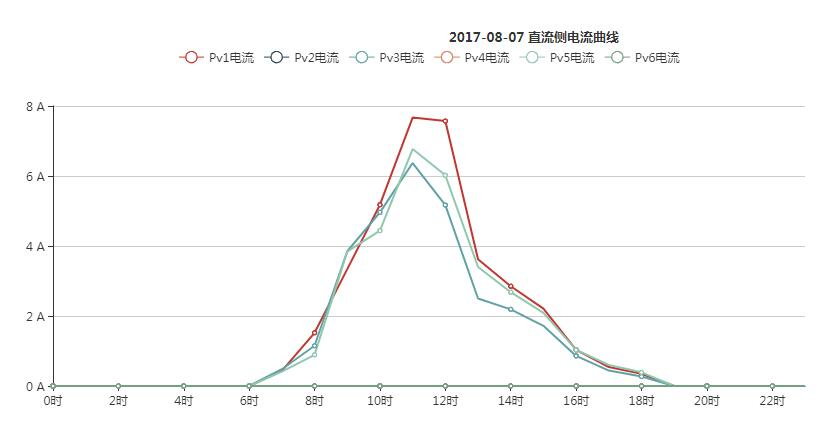 2017-08-07 直流侧电流曲线
Pv1电流 Pv2电流 Pv3电流 Pv4电流 Pv5电流 Pv6电流
8 A
6 A
4 A
2 A
0 A
0时 2时 4时 6时 8时 10时 12时 14时 16时 18时 20时 22时